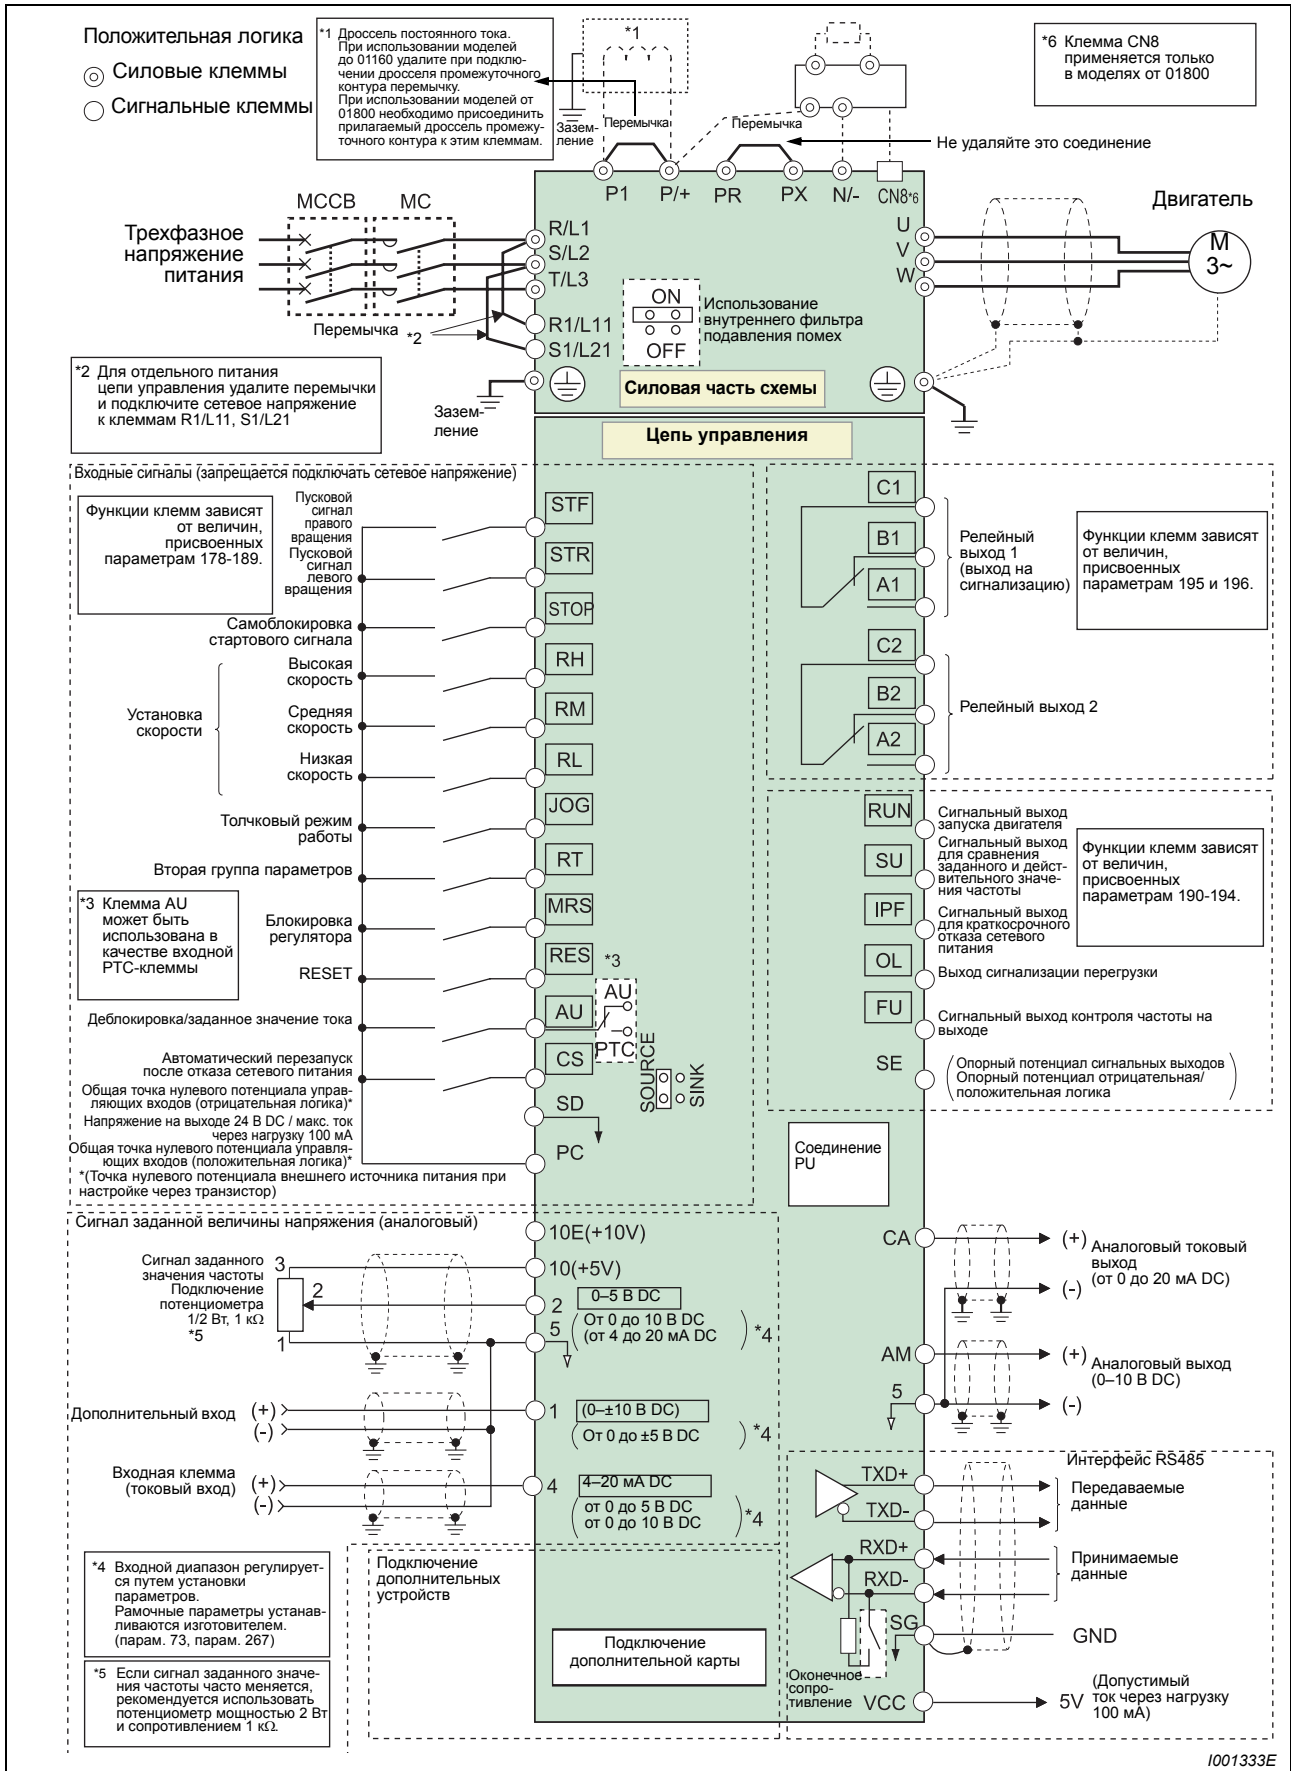 Положительная логика
Силовые клеммы
Сигнальные клеммы
*1 Дроссель постоянного тока.
При использовании моделей
до 01160 удалите при подклю-
чении дросселя промежуточного
контура перемычку.
При использовании моделей от
01800 необходимо присоединить
прилагаемый дроссель промежу-
точного контура к этим клеммам.
*1
Зазем-
ление
Перемычка
Перемычка
*6 Клемма CN8
применяется только
в моделях от 01800
Не удаляйте это соединение
P1
P/+
PR
PX
N/-
CN8*6
MCCB
MC
Трехфазное
напряжение
питания
R/L1
S/L2
T/L3
R1/L11
S1/L21
Перемычка
*2
ON
OFF
Использование
внутреннего фильтра
подавления помех
U
V
W
Двигатель
M
3~
*2 Для отдельного питания
цепи управления удалите перемычки
и подключите сетевое напряжение
к клеммам R1/L11, S1/L21
Зазем-
ление
Силовая часть схемы
Цепь управления
Входные сигналы (запрещается подключать сетевое напряжение)
Функции клемм зависят
от величин,
присвоенных
параметрам 178-189.
Пусковой
сигнал
правого
вращения
STF
Пусковой
сигнал
левого
вращения
STR
Самоблокировка
стартового сигнала
STOP
Установка
скорости
Высокая
скорость
RH
Средняя
скорость
RM
Низкая
скорость
RL
Толчковый режим
работы
JOG
Вторая группа параметров
RT
*3 Клемма AU
может быть
использована в
качестве входной
PTC-клеммы
Блокировка
регулятора
MRS
RESET
RES
*3
Деблокировка/заданное значение тока
AU
AU
PTC
Автоматический перезапуск
после отказа сетевого питания
CS
SOURCE
SINK
Общая точка нулевого потенциала управ-
ляющих входов (отрицательная логика)*
SD
Напряжение на выходе 24 В DC / макс. ток
через нагрузку 100 мА
Общая точка нулевого потенциала управля-
ющих входов (положительная логика)*
PC
*(Точка нулевого потенциала внешнего источника питания при
настройке через транзистор)
C1
B1
A1
Релейный
выход 1
(выход на
сигнализацию)
Функции клемм зависят
от величин,
присвоенных
параметрам 195 и 196.
C2
B2
A2
Релейный выход 2
RUN
Сигнальный выход
запуска двигателя
SU
Сигнальный выход
для сравнения
заданного и дейст-
вительного значе-
ния частоты
Функции клемм зависят
от величин,
присвоенных
параметрам 190-194.
IPF
Сигнальный выход
для краткосрочного
отказа сетевого
питания
OL
Выход сигнализации перегрузки
FU
Сигнальный выход контроля частоты на
выходе
SE
Опорный потенциал сигнальных выходов
Опорный потенциал отрицательная/
положительная логика
Соединение
PU
Сигнал заданной величины напряжения (аналоговый)
Сигнал заданного
значения частоты
Подключение
потенциометра
1/2 Вт, 1 кΩ
*5
3
2
1
10E(+10V)
10(+5V)
2
0–5 В DC
5
От 0 до 10 В DC
(от 4 до 20 мА DC
*4
Дополнительный вход
(+)
(-)
1
(0–±10 В DC)
От 0 до ±5 В DC
)
*4
Входная клемма
(токовый вход)
(+)
(-)
4
4–20 мА DC
от 0 до 5 В DC
от 0 до 10 В DC
*4
CA
(+)
(-)
Аналоговый токовый
выход
(от 0 до 20 мА DC)
AM
5
(+)
(-)
Аналоговый выход
(0–10 В DC)
Интерфейс RS485
TXD+
TXD-
Передаваемые
данные
RXD+
RXD-
Принимаемые
данные
SG
GND
Оконечное
сопро-
тивление
VCC
5V
(Допустимый
ток через нагрузку
100 мА)
*4 Входной диапазон регулирует-
ся путем установки
параметров.
Рамочные параметры устанав-
ливаются изготовителем.
(парам. 73, парам. 267)
*5 Если сигнал заданного значе-
ния частоты часто меняется,
рекомендуется использовать
потенциометр мощностью 2 Вт
и сопротивлением 1 кΩ.
Подключение
дополнительных
устройств
Подключение
дополнительной карты
I001333E